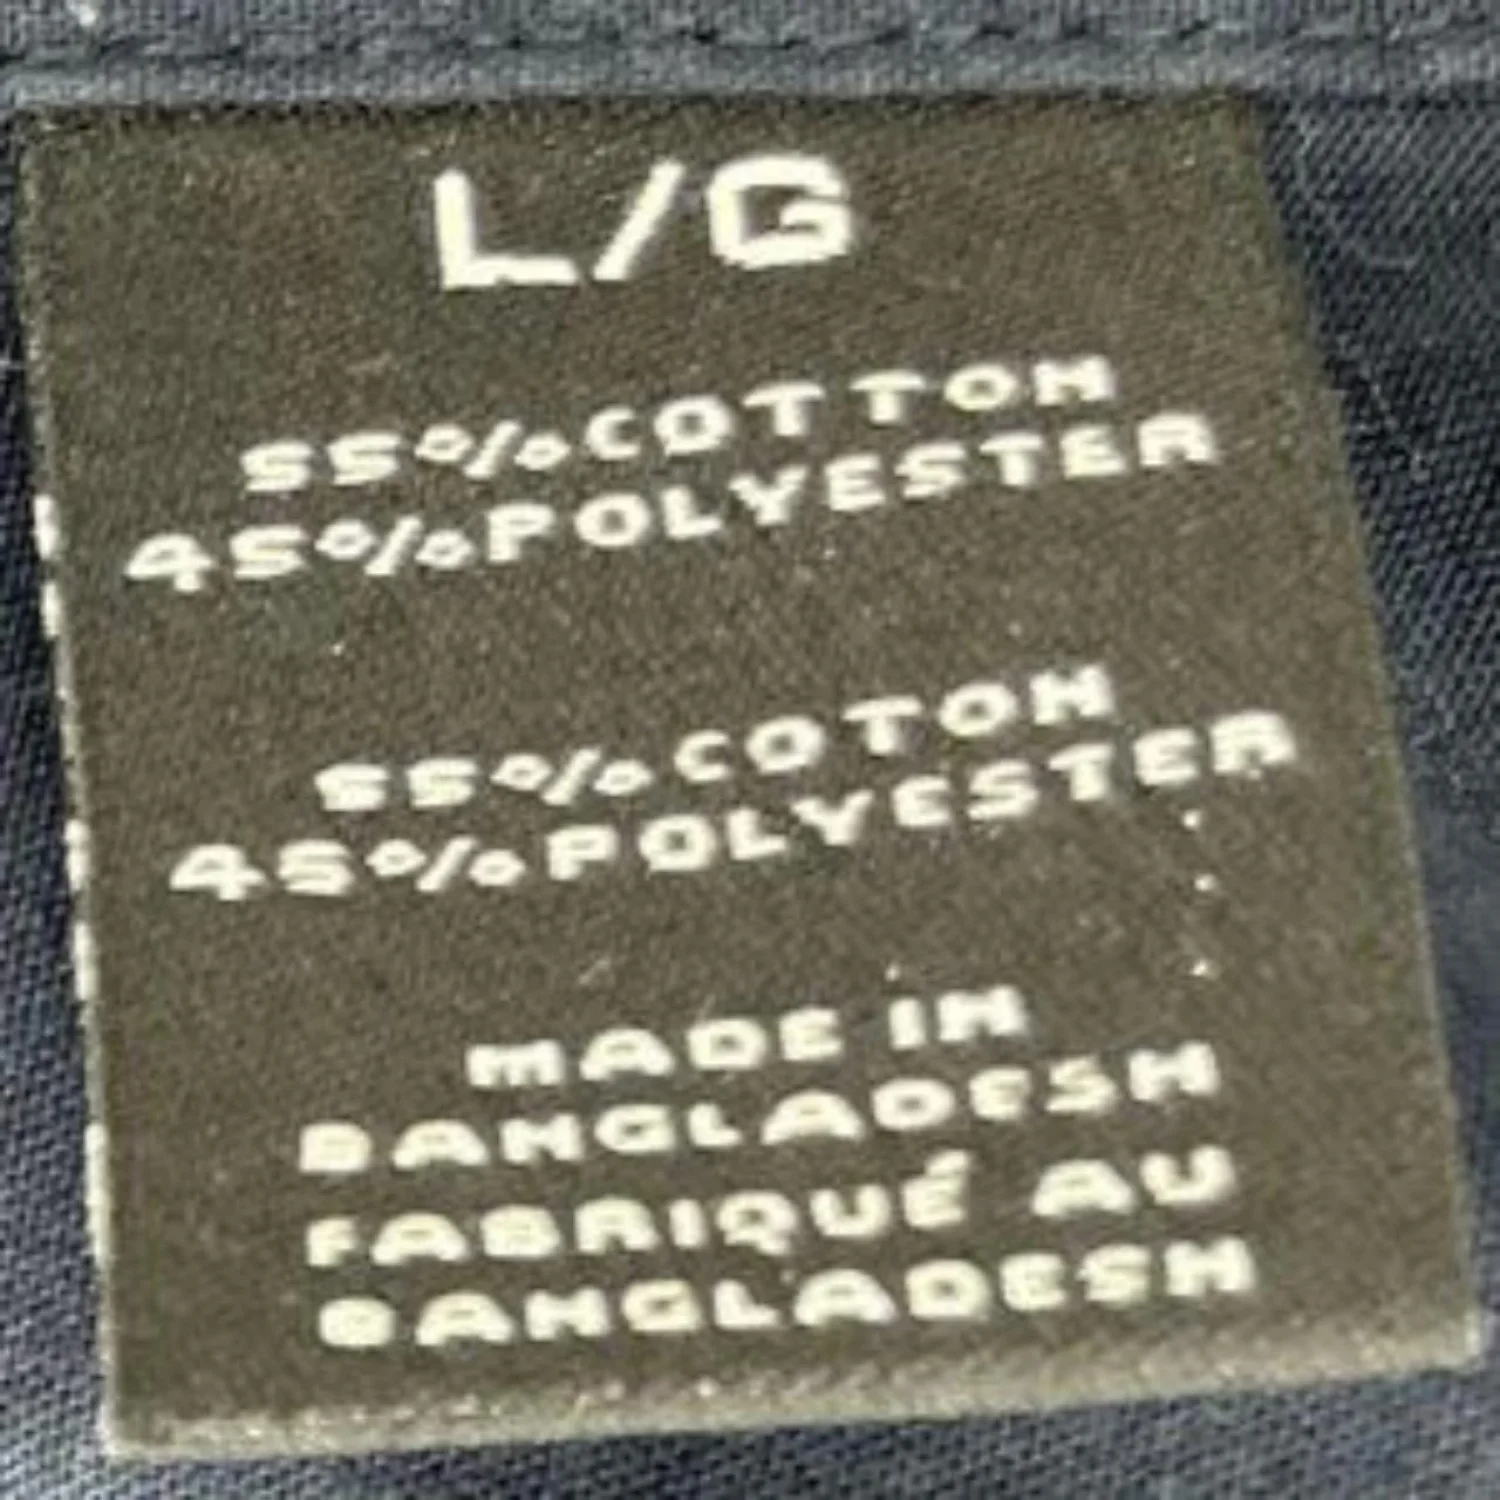 L/G
55% COTTON
45% POLYESTER
55% COTON
45% POLYESTER
MADE IN
BANGLADESH
FABRIQUÉ AU
BANGLADESH